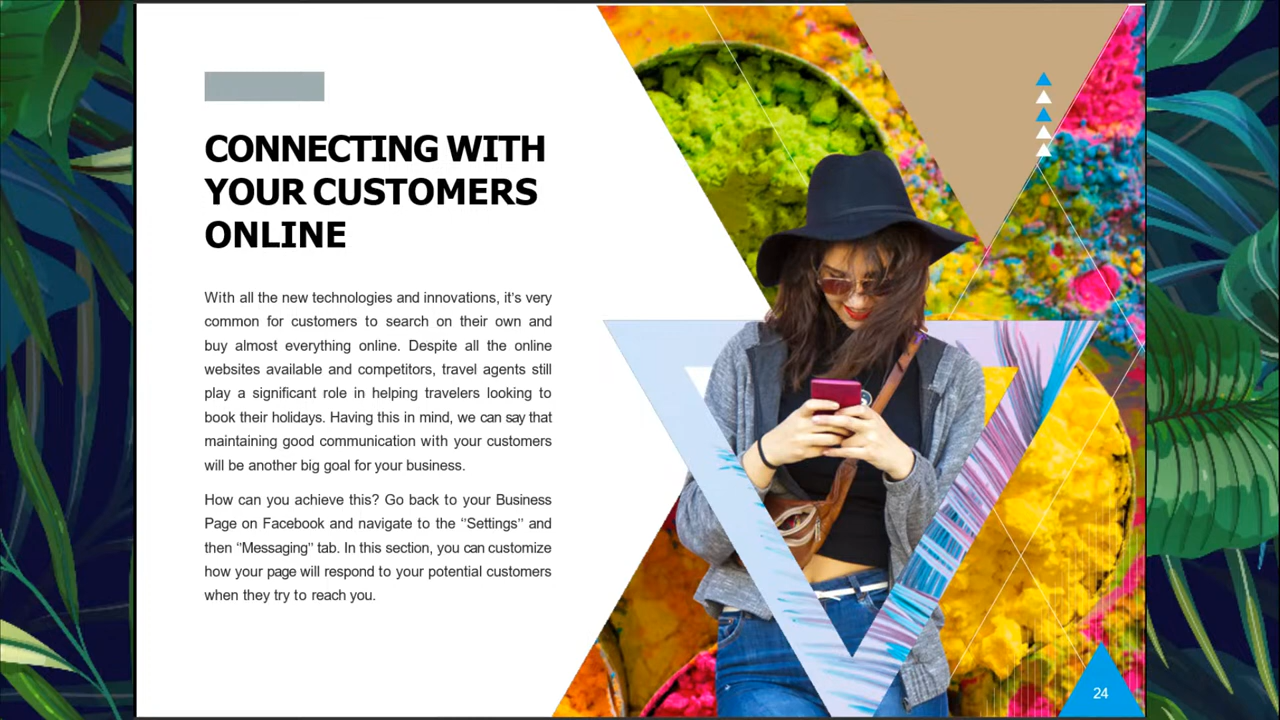 CONNECTING WITH
YOUR CUSTOMERS
ONLINE
With all the new technologies and innovations, it's very
common for customers to search on their own and
buy almost everything online. Despite all the online
websites available and competitors, travel agents still
play a significant role in helping travelers looking to
book their holidays. Having this in mind, we can say that
maintaining good communication with your customers
will be another big goal for your business.
How can you achieve this? Go back to your Business
Page on Facebook and navigate to the ‘’Settings’’ and
then ‘’Messaging’’ tab. In this section, you can customize
how your page will respond to your potential customers
when they try to reach you.
24